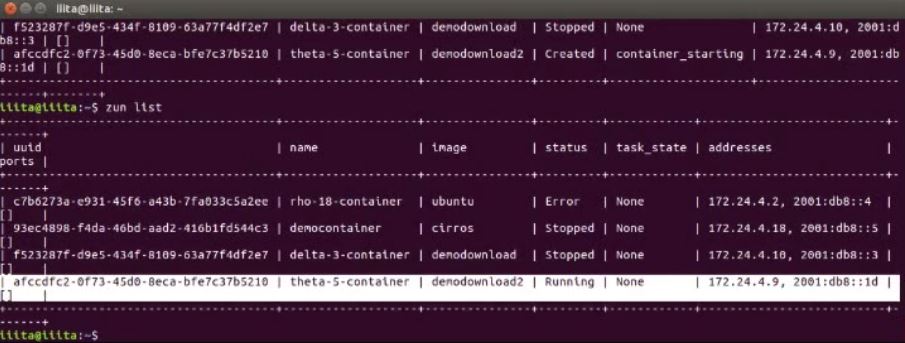 iiita@iiita: ~
| f523287f-d9e5-434f-8109-63a77f4df2e7 | delta-3-container | demodownload | Stopped | None | 172.24.4.10, 2001:d
b8::3 | [] |
| afccdfc2-0f73-45d0-8eca-bfe7c37b5210 | theta-5-container | demodownload2 | Created | container_starting | 172.24.4.9, 2001:db
8::1d | [] |
iiita@iiita:~$ zun list
| uuid | name | image | status | task_state | addresses |
ports |
| c7b6273a-e931-45f6-a43b-7fa033c5a2ee | rho-18-container | ubuntu | Error | None | 172.24.4.2, 2001:db8::4 |
[] |
| 93ec4898-f4da-46bd-aad2-416b1fd544c3 | democontainer | cirros | Stopped | None | 172.24.4.18, 2001:db8::5 |
[] |
| f523287f-d9e5-434f-8109-63a77f4df2e7 | delta-3-container | demodownload | Stopped | None | 172.24.4.10, 2001:db8::3 |
[] |
| afccdfc2-0f73-45d0-8eca-bfe7c37b5210 | theta-5-container | demodownload2 | Running | None | 172.24.4.9, 2001:db8::1d |
[] |
iiita@iiita:~$